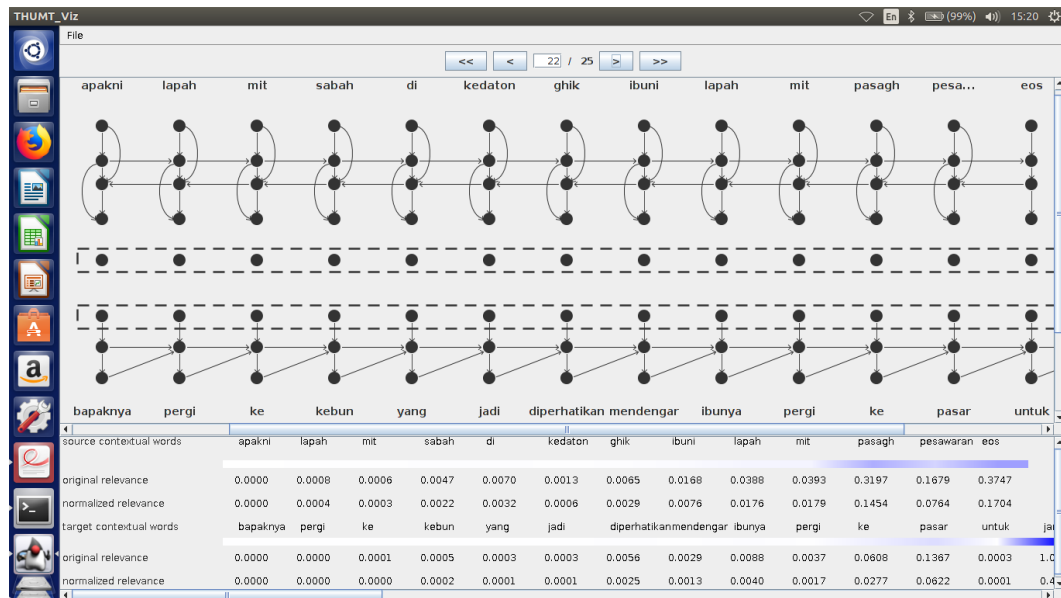 THUMT_Viz En (99%) 15:20
File
<< < 22 / 25 > >>
apakni lapah mit sabah di kedaton ghik ibuni lapah mit pasagh pesa... eos
bapaknya pergi ke kebun yang jadi diperhatikan mendengar ibunya pergi ke pasar untuk
source contextual words apakni lapah mit sabah di kedaton ghik ibuni lapah mit pasagh pesawaran eos
original relevance 0.0000 0.0008 0.0006 0.0047 0.0070 0.0013 0.0065 0.0168 0.0388 0.0393 0.3197 0.1679 0.3747
normalized relevance 0.0000 0.0004 0.0003 0.0022 0.0032 0.0006 0.0029 0.0076 0.0176 0.0179 0.1454 0.0764 0.1704
target contextual words bapaknya pergi ke kebun yang jadi diperhatikan mendengar ibunya pergi ke pasar untuk
original relevance 0.0000 0.0000 0.0001 0.0005 0.0003 0.0003 0.0056 0.0029 0.0088 0.0037 0.0608 0.1367 0.0003 1.0
normalized relevance 0.0000 0.0000 0.0000 0.0002 0.0001 0.0001 0.0025 0.0013 0.0040 0.0017 0.0277 0.0622 0.0001 0.4